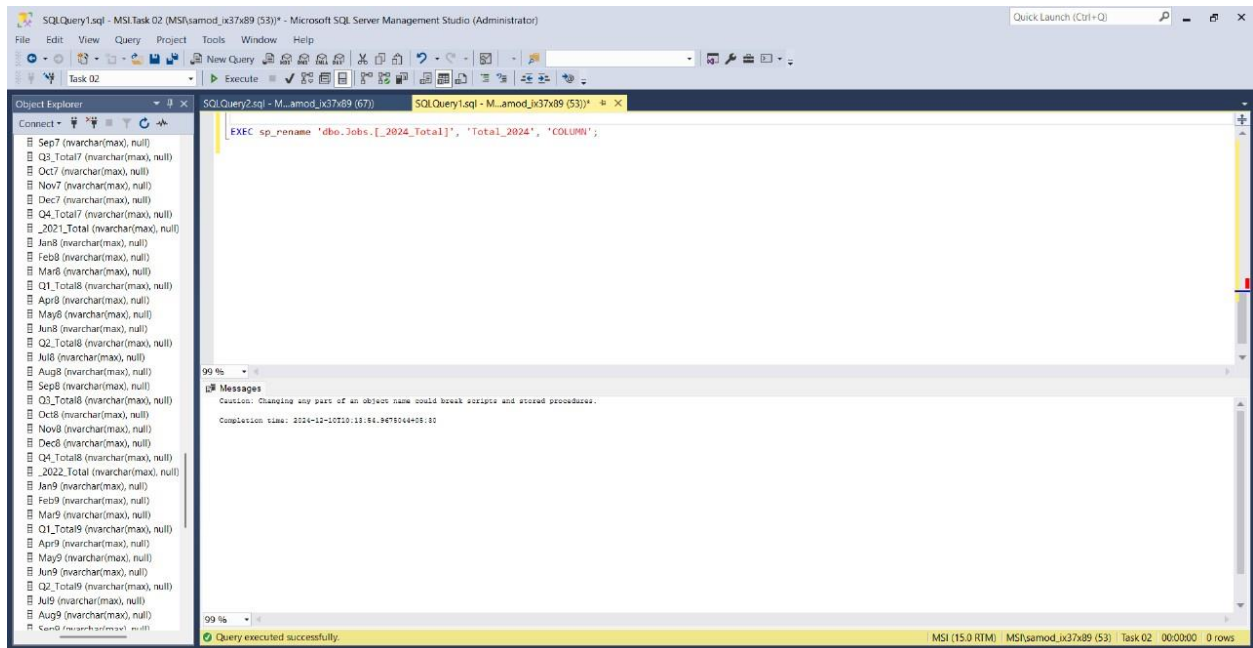 SQLQuery1.sql - MSI.Task 02 (MSI\samod_ix37x89 (53))* - Microsoft SQL Server Management Studio (Administrator)
Quick Launch (Ctrl+Q)
File Edit View Query Project Tools Window Help
New Query
Task 02
Execute
Object Explorer
SQLQuery2.sql - M...amod_ix37x89 (67))
SQLQuery1.sql - M...amod_ix37x89 (53))*
Connect
EXEC sp_rename 'dbo.Jobs.[_2024_Total]', 'Total_2024', 'COLUMN';
Sep7 (nvarchar(max), null)
Q3_Total7 (nvarchar(max), null)
Oct7 (nvarchar(max), null)
Nov7 (nvarchar(max), null)
Dec7 (nvarchar(max), null)
Q4_Total7 (nvarchar(max), null)
_2021_Total (nvarchar(max), null)
Jan8 (nvarchar(max), null)
Feb8 (nvarchar(max), null)
Mar8 (nvarchar(max), null)
Q1_Total8 (nvarchar(max), null)
Apr8 (nvarchar(max), null)
May8 (nvarchar(max), null)
Jun8 (nvarchar(max), null)
Q2_Total8 (nvarchar(max), null)
Jul8 (nvarchar(max), null)
Aug8 (nvarchar(max), null)
Sep8 (nvarchar(max), null)
Q3_Total8 (nvarchar(max), null)
Oct8 (nvarchar(max), null)
Nov8 (nvarchar(max), null)
Dec8 (nvarchar(max), null)
Q4_Total8 (nvarchar(max), null)
_2022_Total (nvarchar(max), null)
Jan9 (nvarchar(max), null)
Feb9 (nvarchar(max), null)
Mar9 (nvarchar(max), null)
Q1_Total9 (nvarchar(max), null)
Apr9 (nvarchar(max), null)
May9 (nvarchar(max), null)
Jun9 (nvarchar(max), null)
Q2_Total9 (nvarchar(max), null)
Jul9 (nvarchar(max), null)
Aug9 (nvarchar(max), null)
Sep9 (nvarchar(max), null)
99 %
Messages
Caution: Changing any part of an object name could break scripts and stored procedures.
Completion time: 2024-12-10T10:13:54.9675044+05:30
99 %
Query executed successfully.
MSI (15.0 RTM)
MSI\samod_ix37x89 (53)
Task 02
00:00:00
0 rows